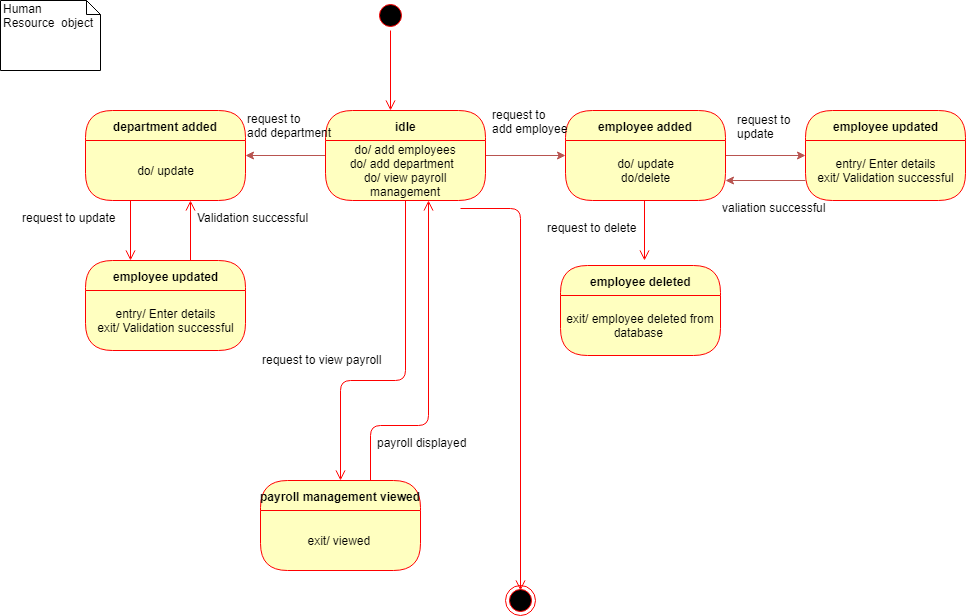 Human
Resource  object
department added
do/ update
request to
add department
idle
do/ add employees
do/ add department
do/ view payroll
management
request to
add employee
employee added
do/ update
do/delete
request to
update
employee updated
entry/ Enter details
exit/ Validation successful
valiation successful
request to update
Validation successful
employee updated
entry/ Enter details
exit/ Validation successful
request to delete
employee deleted
exit/ employee deleted from
database
request to view payroll
payroll displayed
payroll management viewed
exit/ viewed